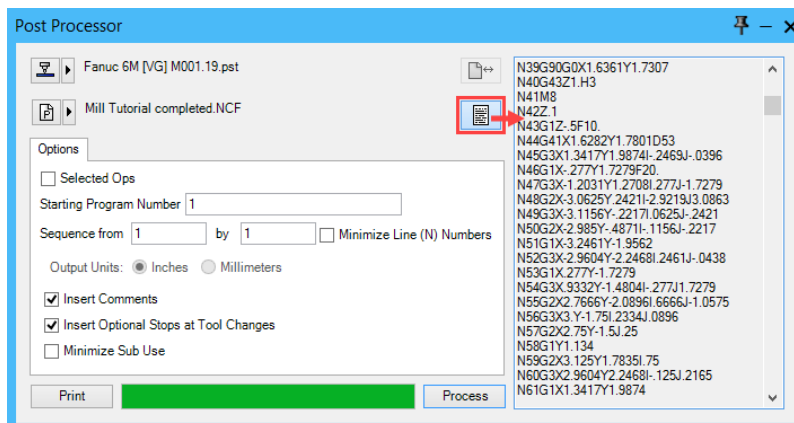 Post Processor
Fanuc 6M [VG] M001.19.pst
Mill Tutorial completed.NCF
Options
Selected Ops
Starting Program Number 1
Sequence from 1 by 1 Minimize Line (N) Numbers
Output Units: Inches Millimeters
Insert Comments
Insert Optional Stops at Tool Changes
Minimize Sub Use
Print Process
N39G90G0X1.6361Y1.7307
N40G43Z1.H3
N41M8
N42Z.1
N43G1Z-.5F10.
N44G41X1.6282Y1.7801D53
N45G3X1.3417Y1.9874I-.2469J-.0396
N46G1X-.277Y1.7279F20.
N47G3X-1.2031Y1.2708I.277J-1.7279
N48G2X-3.0625Y.2421I-2.9219J3.0863
N49G3X-3.1156Y-.2217I.0625J-.2421
N50G2X-2.985Y-.4871I-.1156J-.2217
N51G1X-3.2461Y-1.9562
N52G3X-2.9604Y-2.2468I.2461J-.0438
N53G1X.277Y-1.7279
N54G3X.9332Y-1.4804I-.277J1.7279
N55G2X2.7666Y-2.0896I.6666J-1.0575
N56G3X3.Y-1.75I.2334J.0896
N57G2X2.75Y-1.5J.25
N58G1Y1.134
N59G2X3.125Y1.7835I.75
N60G3X2.9604Y2.2468I-.125J.2165
N61G1X1.3417Y1.9874